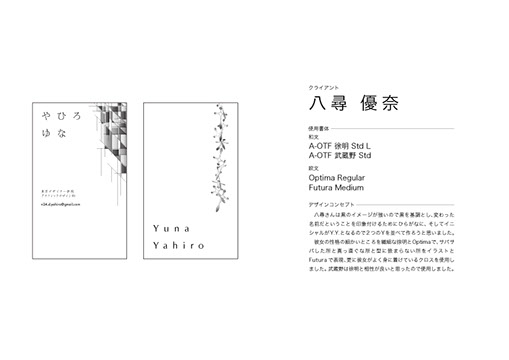 やひろ
ゆな
Yuna
Yahiro
クライアント
八尋 優奈
使用書体
和文
A-OTF 徐明 Std L
A-OTF 武蔵野 Std
欧文
Optima Regular
Futura Medium
デザインコンセプト
八尋さんは黒のイメージが強いので黒を基調とし、変わった
名前だということを印象付けるためにひらがなに、そしてイニ
シャルがY.Y.となるので2つのYを並べて作ろうと思いました。
彼女の性格の細かいところを繊細な徐明とOptimaで、サバサ
バした所と真っ直ぐな所と型に嵌まらない所をイラストと
Futuraで表現、更に彼女がよく身に着けているクロスを使用し
ました。武蔵野は徐明と相性が良いと思ったので使用しました。